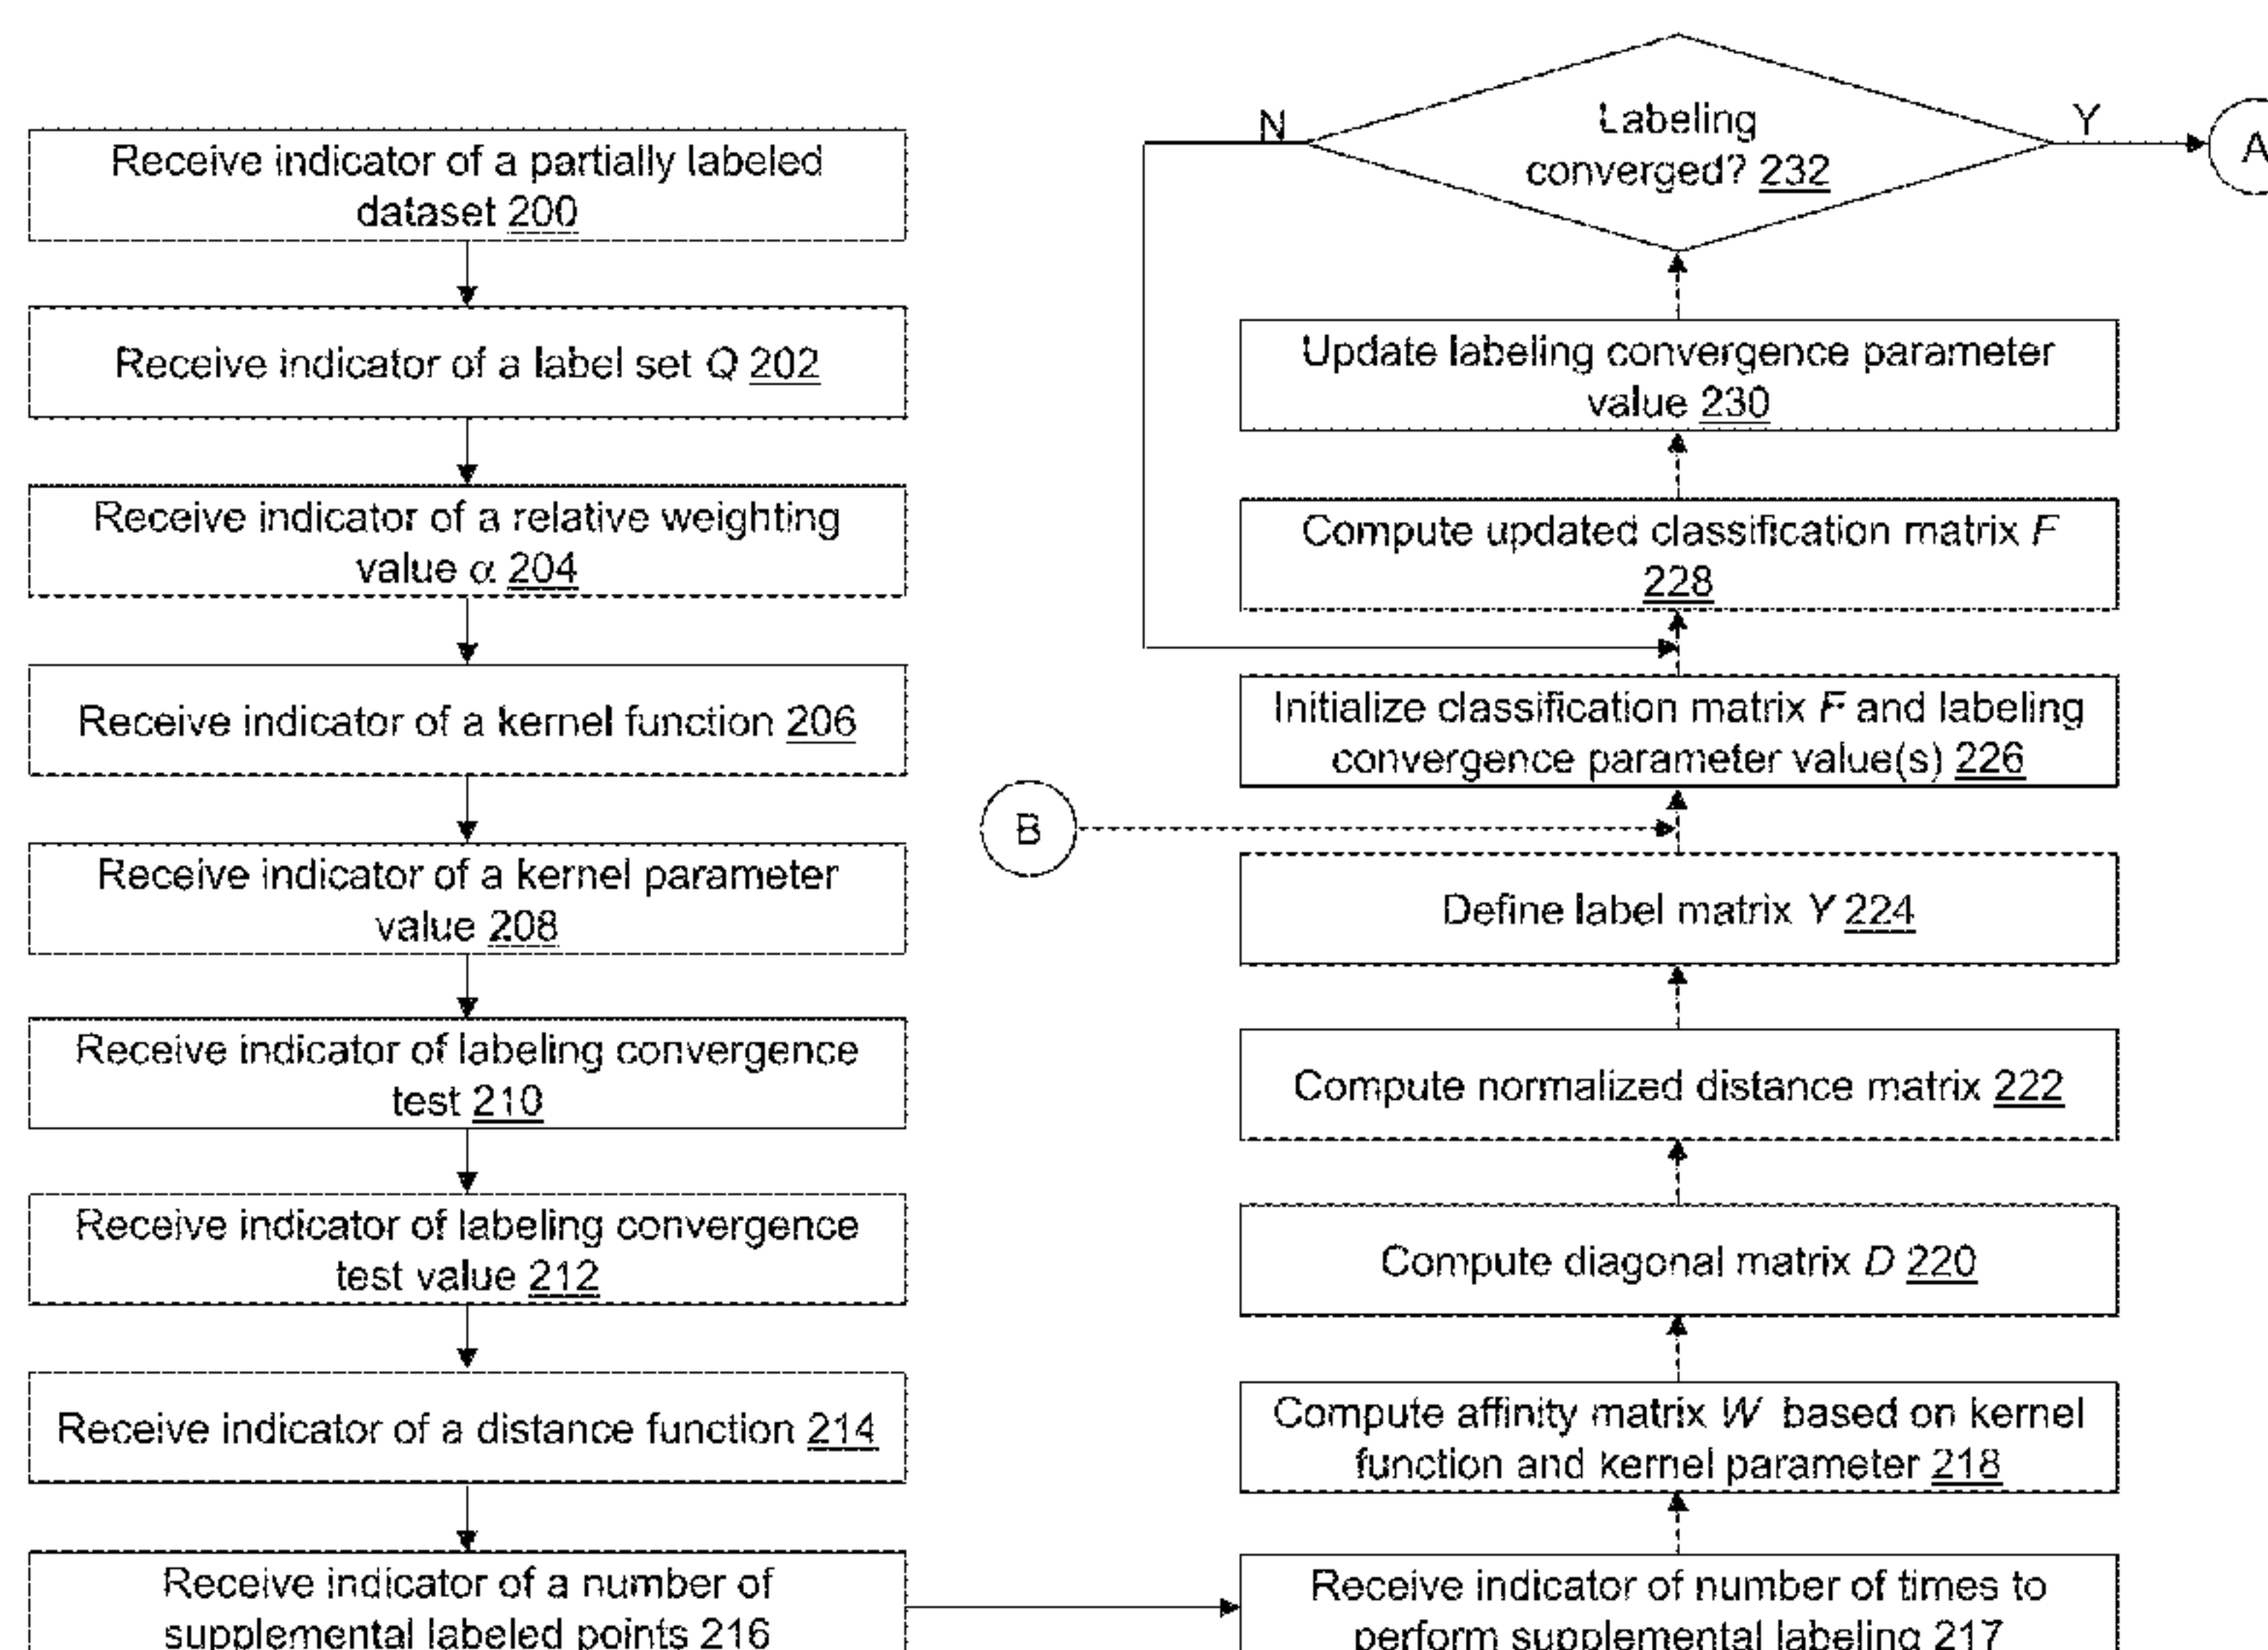 Receive indicator of a partially labeled
dataset 200
Receive indicator of a label set Q 202
Receive indicator of a relative weighting
value α 204
Receive indicator of a kernel function 206
Receive indicator of a kernel parameter
value 208
Receive indicator of labeling convergence
test 210
Receive indicator of labeling convergence
test value 212
Receive indicator of a distance function 214
Receive indicator of a number of
supplemental labeled points 216
N
Labeling
converged? 232
Y
A
Update labeling convergence parameter
value 230
Compute updated classification matrix F
228
Initialize classification matrix F and labeling
convergence parameter value(s) 226
B
Define label matrix Y 224
Compute normalized distance matrix 222
Compute diagonal matrix D 220
Compute affinity matrix W based on kernel
function and kernel parameter 218
Receive indicator of number of times to
perform supplemental labeling 217